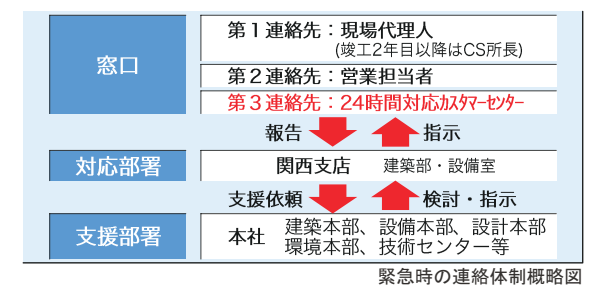 窓口
第１連絡先：現場代理人
(竣工2年目以降はCS所長)
第２連絡先：営業担当者
第３連絡先：24時間対応ｶｽﾀﾏｰｾﾝﾀｰ
報告
指示
対応部署
関西支店 建築部・設備室
支援依頼
検討・指示
支援部署
本社
建築本部、設備本部、設計本部
環境本部、技術センター等
緊急時の連絡体制概略図